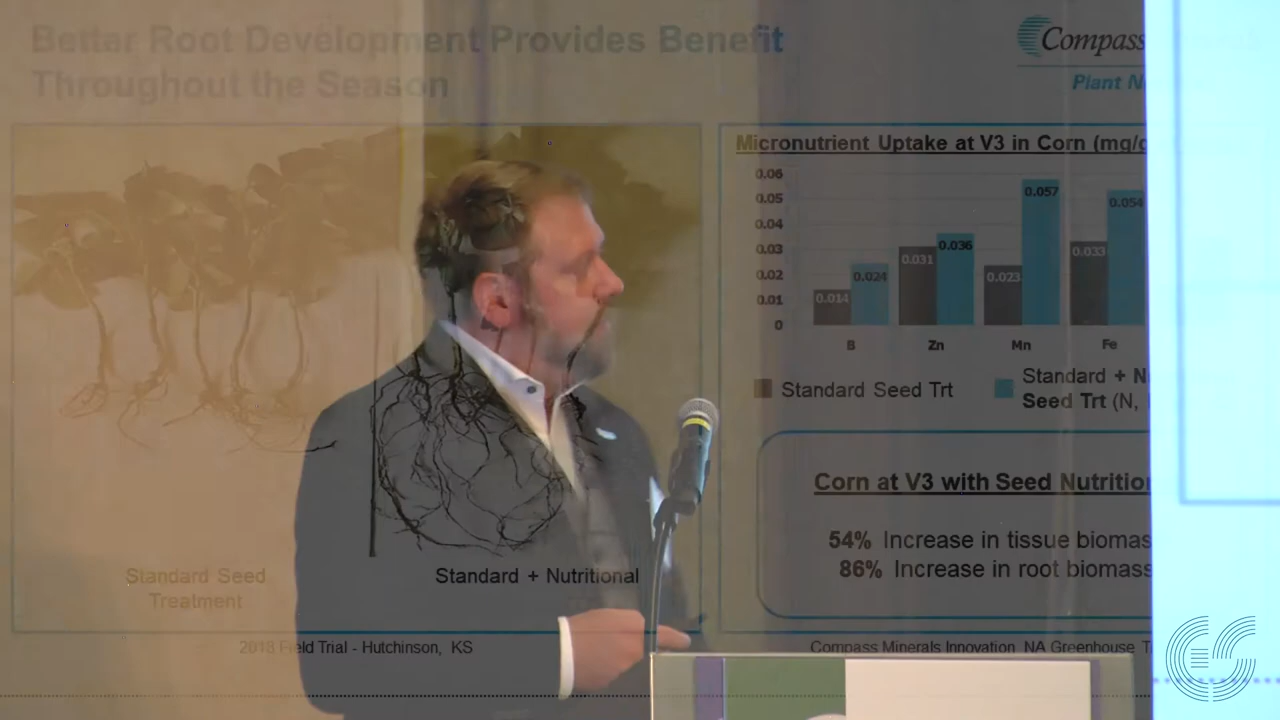 Better Root Development Provides Benefit
Throughout the Season
Compass
Plant
Micronutrient Uptake at V3 in Corn
0.06
0.05
0.04
0.03
0.02
0.01
0
0.014
0.024
0.031
0.036
0.023
0.057
0.033
0.054
B
Zn
Mn
Fe
Standard Seed Trt
Standard +
Seed Trt (N,
Corn at V3 with Seed
54% Increase in tissue
86% Increase in root biomass
Standard Seed
Treatment
Standard + Nutritional
2018 Field Trial - Hutchinson, KS
Compass Minerals Innovation NA Greenhouse
CS